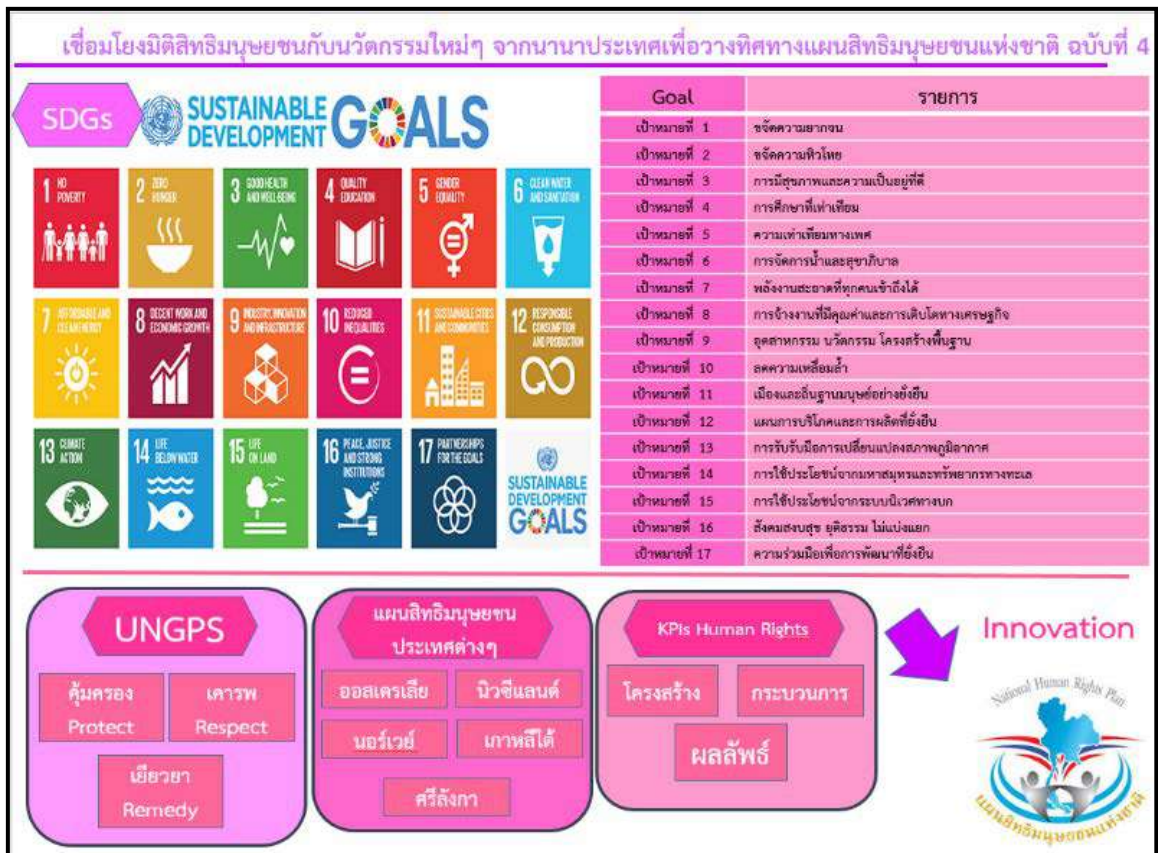 เชื่อมโยงมิติสิทธิมนุษยชนกับนวัตกรรมใหม่ๆ จากนานาประเทศเพื่อวางทิศทางแผนสิทธิมนุษยชนแห่งชาติ ฉบับที่ 4
SDGs
SUSTAINABLE
DEVELOPMENT
GOALS
1 NO
POVERTY
2 ZERO
HUNGER
3 GOOD HEALTH
AND WELL-BEING
4 QUALITY
EDUCATION
5 GENDER
EQUALITY
6 CLEAN WATER
AND SANITATION
7 AFFORDABLE AND
CLEAN ENERGY
8 DECENT WORK AND
ECONOMIC GROWTH
9 INDUSTRY, INNOVATION
AND INFRASTRUCTURE
10 REDUCED
INEQUALITIES
11 SUSTAINABLE CITIES
AND COMMUNITIES
12 RESPONSIBLE
CONSUMPTION
AND PRODUCTION
13 CLIMATE
ACTION
14 LIFE
BELOW WATER
15 LIFE
ON LAND
16 PEACE, JUSTICE
AND STRONG
INSTITUTIONS
17 PARTNERSHIPS
FOR THE GOALS
SUSTAINABLE
DEVELOPMENT
GOALS
Goal รายการ
เป้าหมายที่ 1 ขจัดความยากจน
เป้าหมายที่ 2 ขจัดความหิวโหย
เป้าหมายที่ 3 การมีสุขภาพและความเป็นอยู่ที่ดี
เป้าหมายที่ 4 การศึกษาที่เท่าเทียม
เป้าหมายที่ 5 ความเท่าเทียมทางเพศ
เป้าหมายที่ 6 การจัดการน้ำและสุขาภิบาล
เป้าหมายที่ 7 พลังงานสะอาดที่ทุกคนเข้าถึงได้
เป้าหมายที่ 8 การจ้างงานที่มีคุณค่าและการเติบโตทางเศรษฐกิจ
เป้าหมายที่ 9 อุตสาหกรรม นวัตกรรม โครงสร้างพื้นฐาน
เป้าหมายที่ 10 ลดความเหลื่อมล้ำ
เป้าหมายที่ 11 เมืองและถิ่นฐานมนุษย์อย่างยั่งยืน
เป้าหมายที่ 12 แผนการบริโภคและการผลิตที่ยั่งยืน
เป้าหมายที่ 13 การรับรับมือการเปลี่ยนแปลงสภาพภูมิอากาศ
เป้าหมายที่ 14 การใช้ประโยชน์จากมหาสมุทรและทรัพยากรทางทะเล
เป้าหมายที่ 15 การใช้ประโยชน์จากระบบนิเวศทางบก
เป้าหมายที่ 16 สังคมสงบสุข ยุติธรรม ไม่แบ่งแยก
เป้าหมายที่ 17 ความร่วมมือเพื่อการพัฒนาที่ยั่งยืน
UNGPS
คุ้มครอง
Protect
เคารพ
Respect
เยียวยา
Remedy
แผนสิทธิมนุษยชน
ประเทศต่างๆ
ออสเตรเลีย
นิวซีแลนด์
นอร์เวย์
เกาหลีใต้
ศรีลังกา
KPIs Human Rights
โครงสร้าง
กระบวนการ
ผลลัพธ์
Innovation
National Human Rights Plan
แผนสิทธิมนุษยชนแห่งชาติ